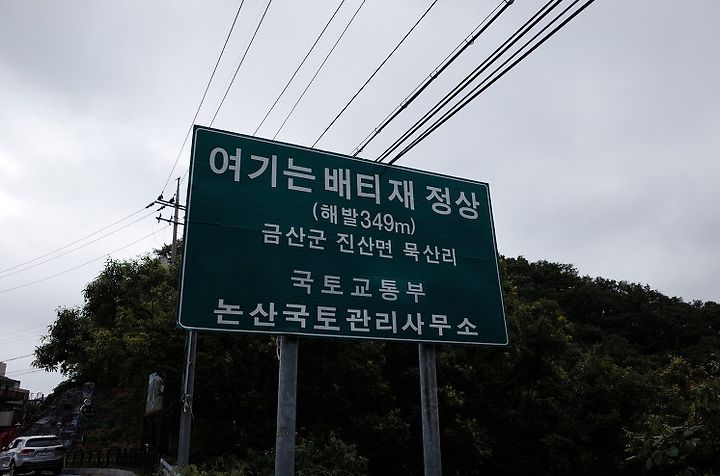 여기는 배티재 정상
(해발349m)
금산군 진산면 묵산리
국토교통부
논산국토관리사무소